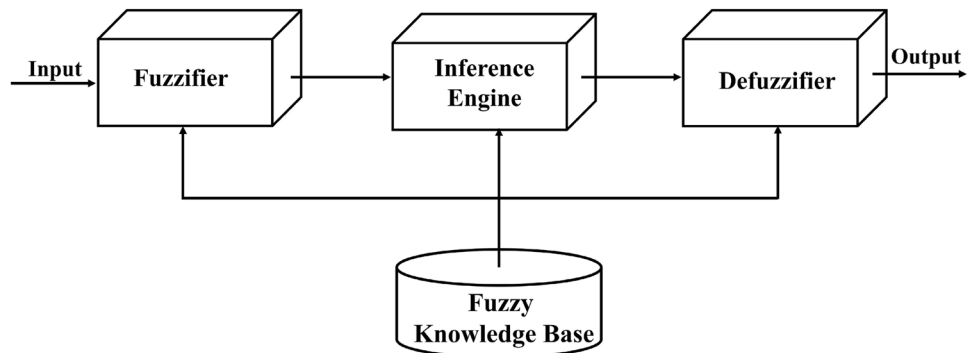 Input
Fuzzifier
Inference
Engine
Defuzzifier
Output
Fuzzy
Knowledge Base